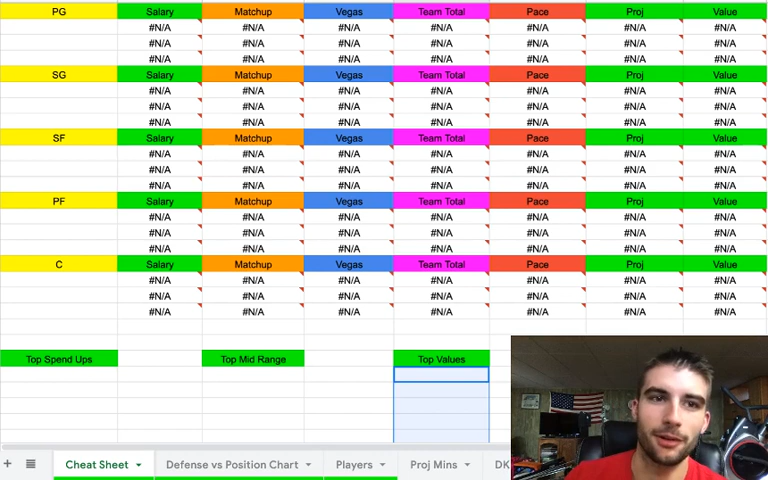 PG Salary Matchup Vegas Team Total Pace Proj Value
#N/A #N/A #N/A #N/A #N/A #N/A #N/A
#N/A #N/A #N/A #N/A #N/A #N/A #N/A
#N/A #N/A #N/A #N/A #N/A #N/A #N/A
SG Salary Matchup Vegas Team Total Pace Proj Value
#N/A #N/A #N/A #N/A #N/A #N/A #N/A
#N/A #N/A #N/A #N/A #N/A #N/A #N/A
#N/A #N/A #N/A #N/A #N/A #N/A #N/A
SF Salary Matchup Vegas Team Total Pace Proj Value
#N/A #N/A #N/A #N/A #N/A #N/A #N/A
#N/A #N/A #N/A #N/A #N/A #N/A #N/A
#N/A #N/A #N/A #N/A #N/A #N/A #N/A
PF Salary Matchup Vegas Team Total Pace Proj Value
#N/A #N/A #N/A #N/A #N/A #N/A #N/A
#N/A #N/A #N/A #N/A #N/A #N/A #N/A
#N/A #N/A #N/A #N/A #N/A #N/A #N/A
C Salary Matchup Vegas Team Total Pace Proj Value
#N/A #N/A #N/A #N/A #N/A #N/A #N/A
#N/A #N/A #N/A #N/A #N/A #N/A #N/A
#N/A #N/A #N/A #N/A #N/A #N/A #N/A
Top Spend Ups Top Mid Range Top Values
+ Cheat Sheet Defense vs Position Chart Players Proj Mins DK